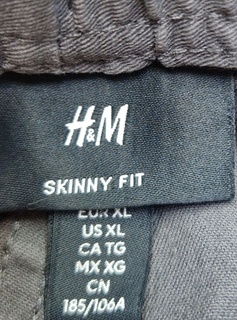 H&M
SKINNY FIT
EUR XL
US XL
CA TG
MX XG
CN
185/106A